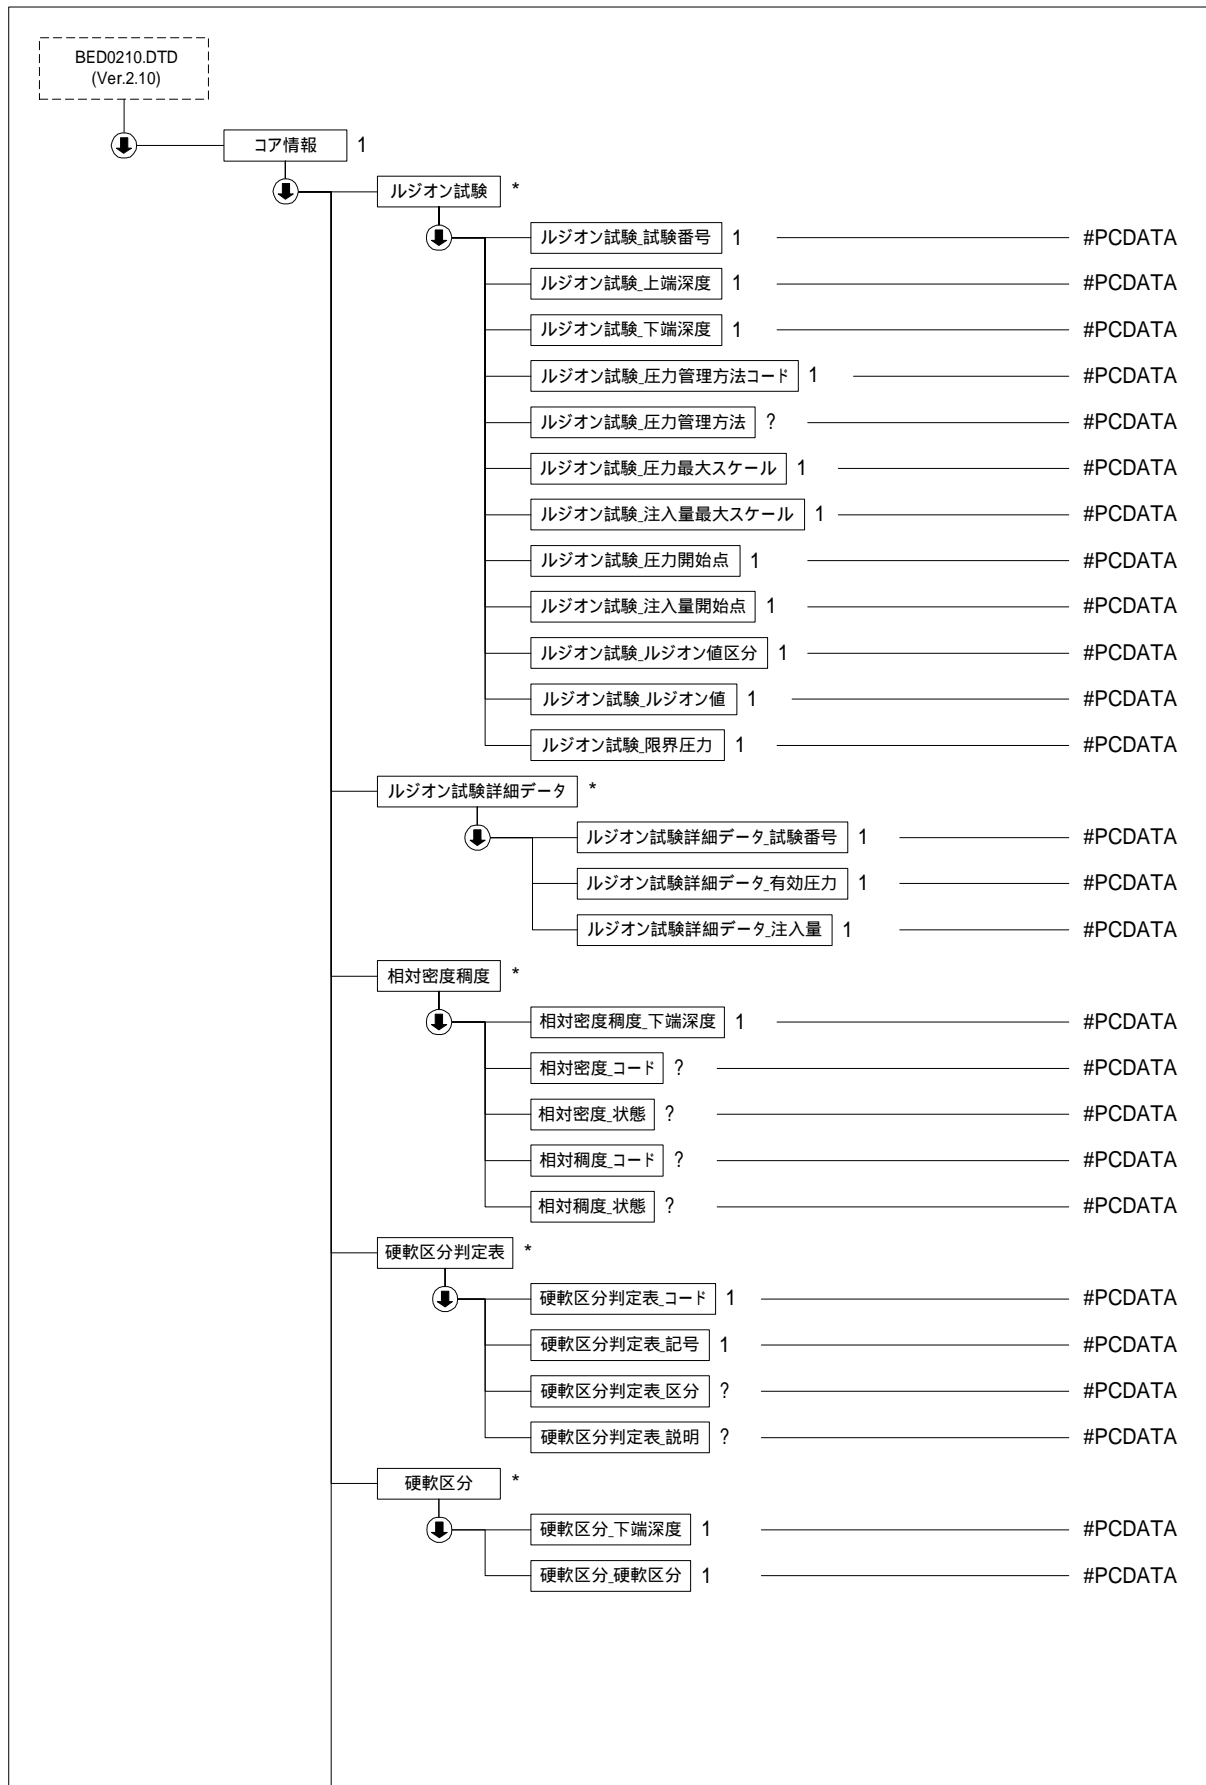 BED0210.DTD
(Ver.2.10)
コア情報 1
ルジオン試験 *
ルジオン試験_試験番号 1 #PCDATA
ルジオン試験_上端深度 1 #PCDATA
ルジオン試験_下端深度 1 #PCDATA
ルジオン試験_圧力管理方法コード 1 #PCDATA
ルジオン試験_圧力管理方法 ? #PCDATA
ルジオン試験_圧力最大スケール 1 #PCDATA
ルジオン試験_注入量最大スケール 1 #PCDATA
ルジオン試験_圧力開始点 1 #PCDATA
ルジオン試験_注入量開始点 1 #PCDATA
ルジオン試験_ルジオン値区分 1 #PCDATA
ルジオン試験_ルジオン値 1 #PCDATA
ルジオン試験_限界圧力 1 #PCDATA
ルジオン試験詳細データ *
ルジオン試験詳細データ_試験番号 1 #PCDATA
ルジオン試験詳細データ_有効圧力 1 #PCDATA
ルジオン試験詳細データ_注入量 1 #PCDATA
相対密度稠度 *
相対密度稠度_下端深度 1 #PCDATA
相対密度_コード ? #PCDATA
相対密度_状態 ? #PCDATA
相対稠度_コード ? #PCDATA
相対稠度_状態 ? #PCDATA
硬軟区分判定表 *
硬軟区分判定表_コード 1 #PCDATA
硬軟区分判定表_記号 1 #PCDATA
硬軟区分判定表_区分 ? #PCDATA
硬軟区分判定表_説明 ? #PCDATA
硬軟区分 *
硬軟区分_下端深度 1 #PCDATA
硬軟区分_硬軟区分 1 #PCDATA